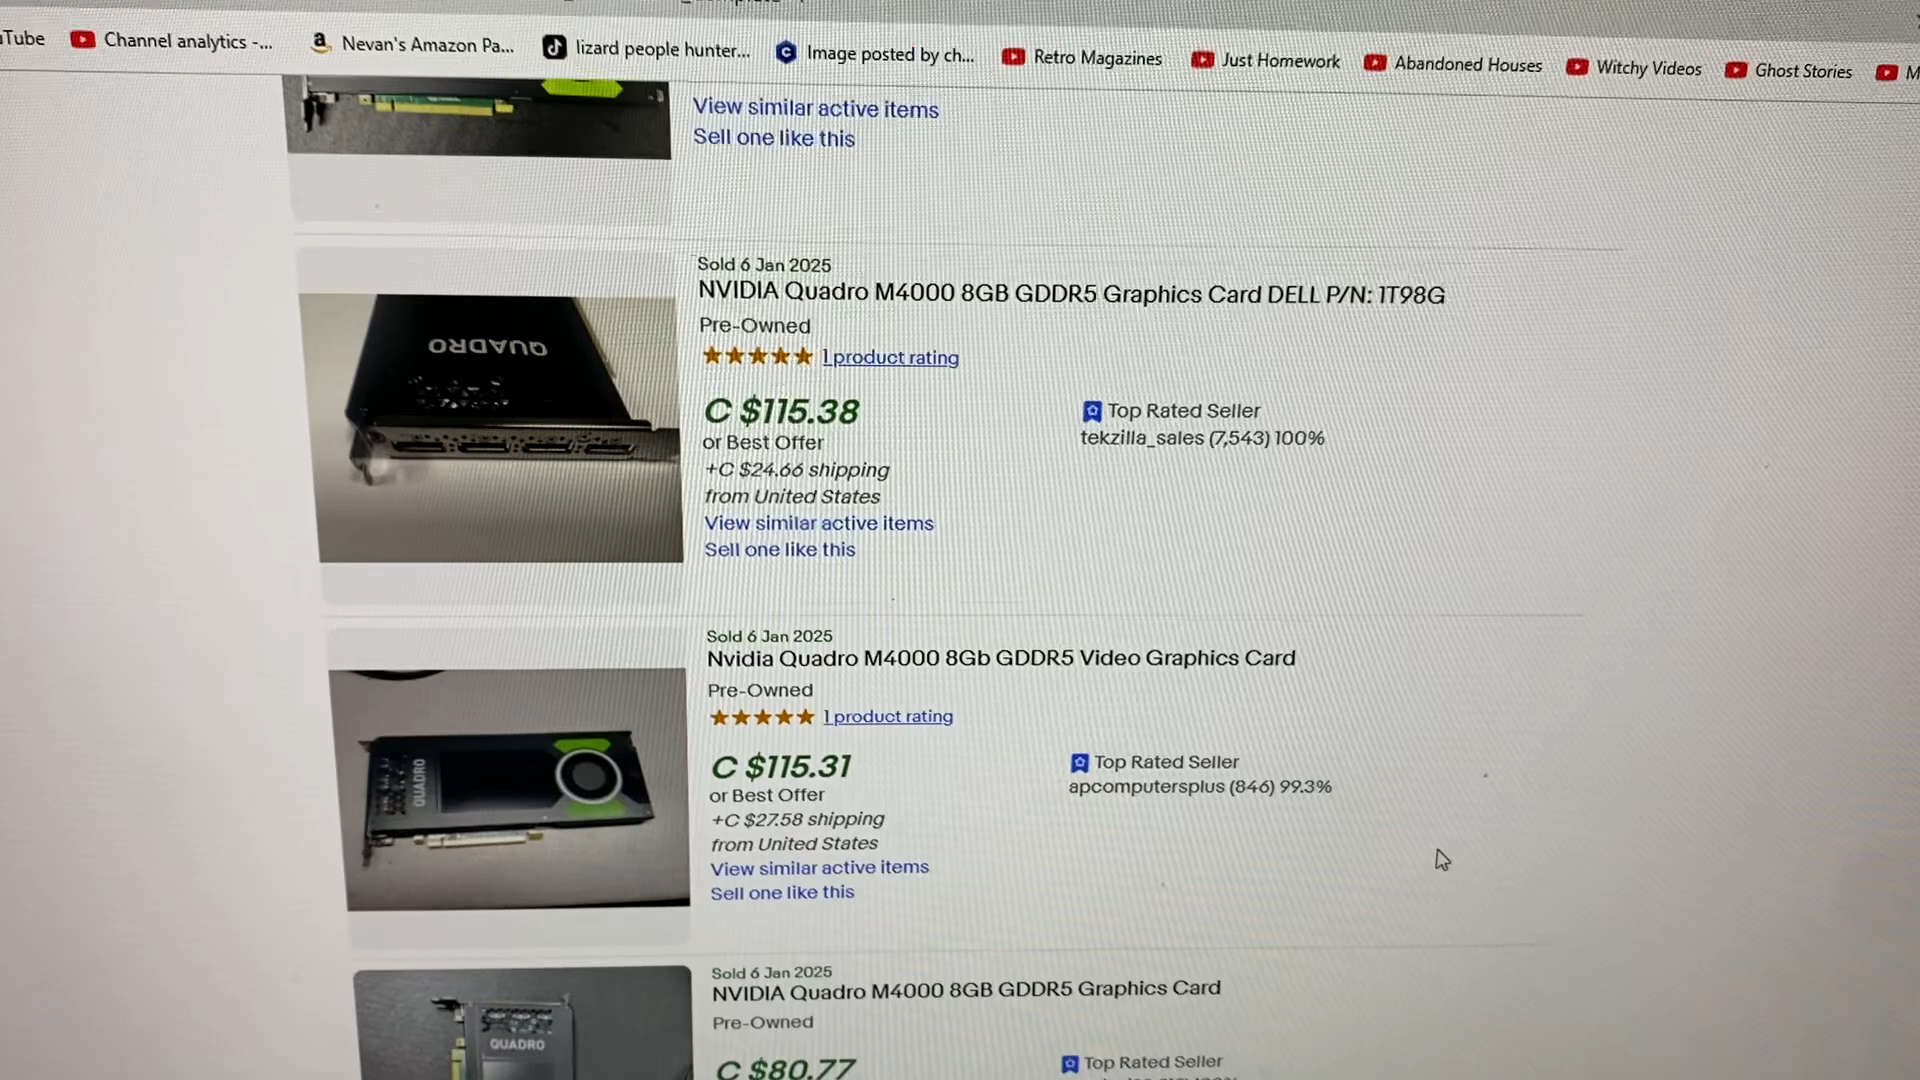 Tube
Channel analytics -...
Nevan's Amazon Pa...
lizard people hunter...
Image posted by ch...
Retro Magazines
Just Homework
Abandoned Houses
Witchy Videos
Ghost Stories
M
View similar active items
Sell one like this
Sold 6 Jan 2025
NVIDIA Quadro M4000 8GB GDDR5 Graphics Card DELL P/N: 1T98G
Pre-Owned
1 product rating
C $115.38
or Best Offer
+C $24.66 shipping
from United States
View similar active items
Sell one like this
Top Rated Seller
tekzilla_sales (7,543) 100%
QUADRO
Sold 6 Jan 2025
Nvidia Quadro M4000 8Gb GDDR5 Video Graphics Card
Pre-Owned
1 product rating
C $115.31
or Best Offer
+C $27.58 shipping
from United States
View similar active items
Sell one like this
Top Rated Seller
apcomputersplus (846) 99.3%
QUADRO
Sold 6 Jan 2025
NVIDIA Quadro M4000 8GB GDDR5 Graphics Card
Pre-Owned
C $80.77
Top Rated Seller
QUADRO